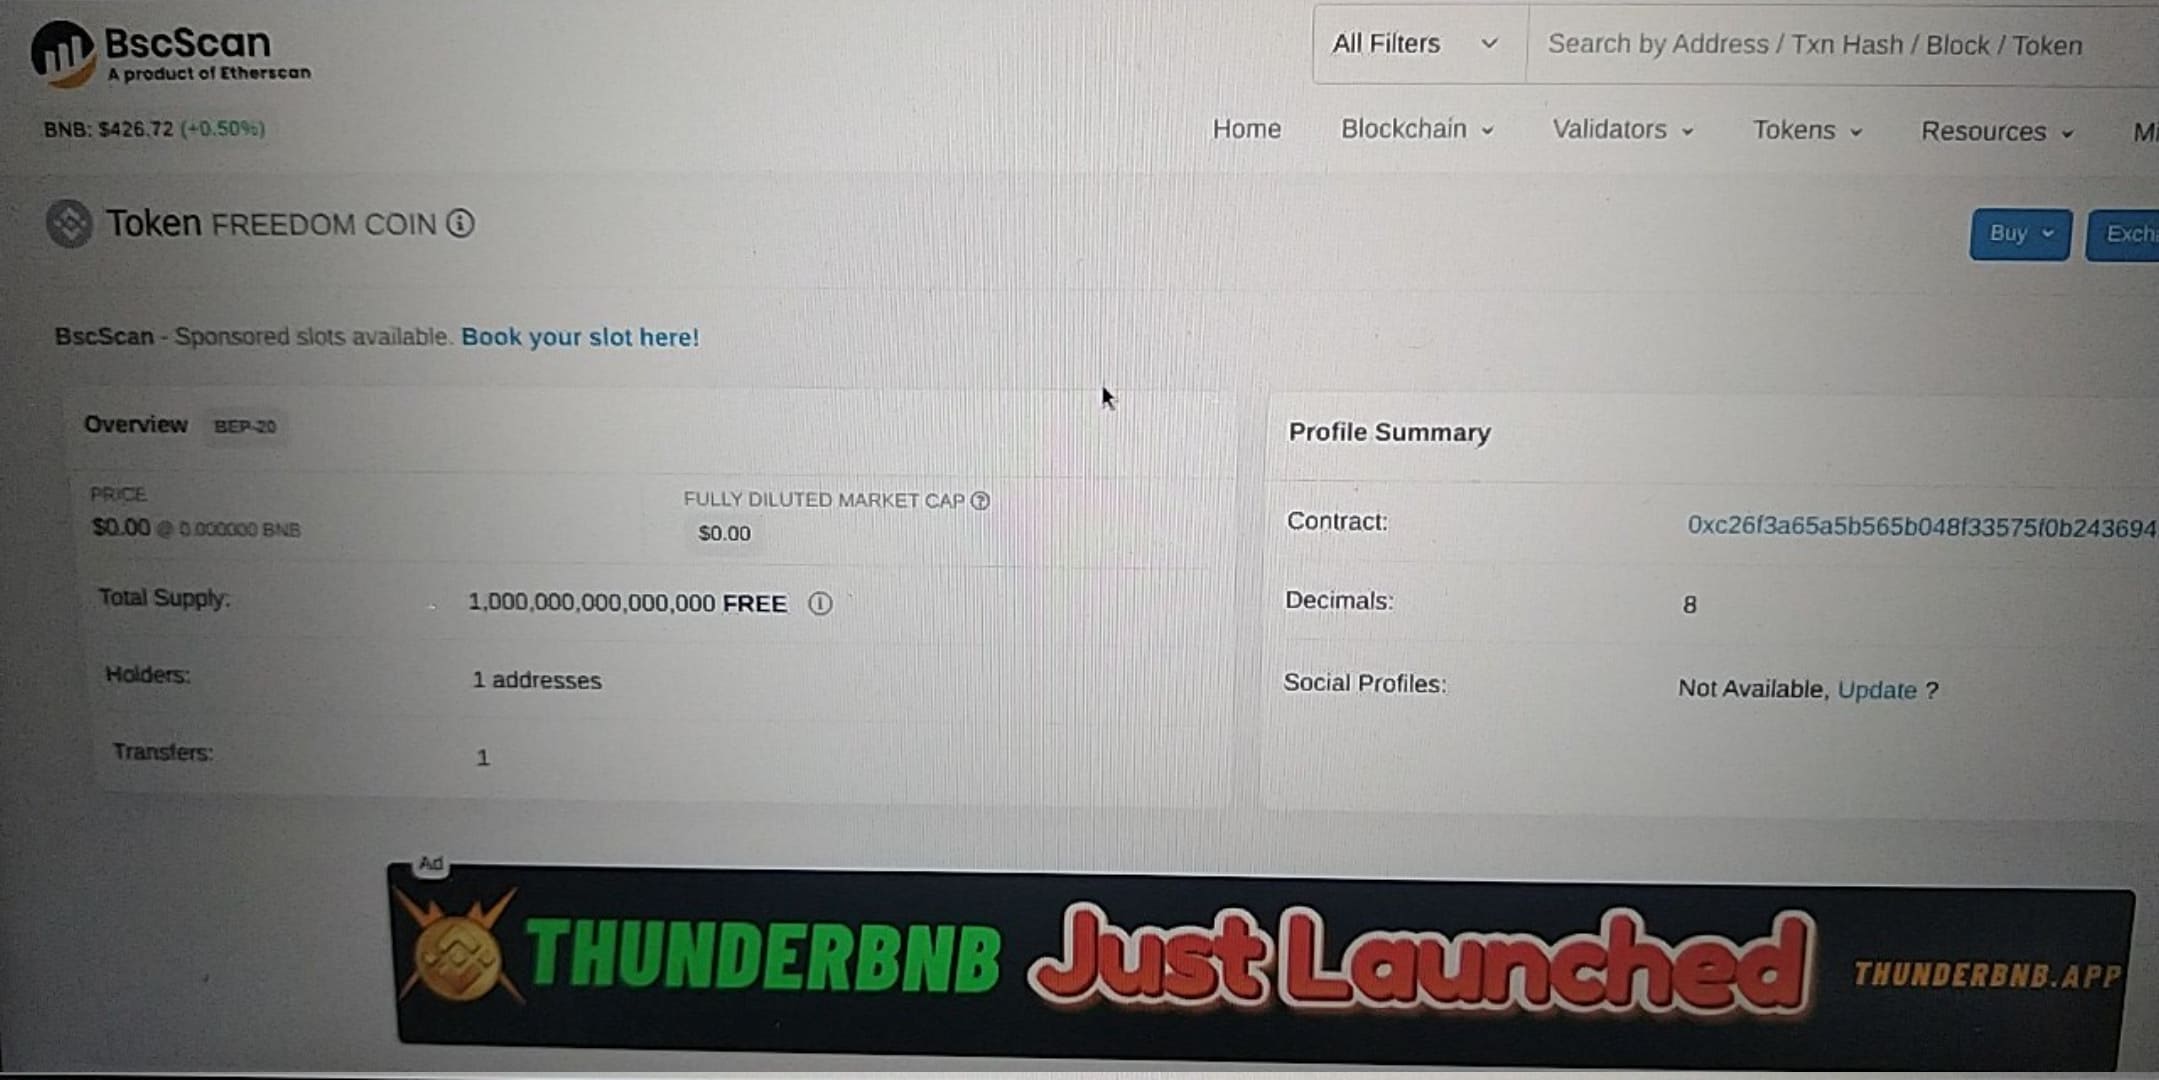 BscScan
A product of Etherscan
All Filters
Search by Address / Txn Hash / Block / Token
BNB: $426.72 (+0.50%)
Home Blockchain Validators Tokens Resources
Token FREEDOM COIN
Buy
BscScan - Sponsored slots available. Book your slot here!
Overview BEP-20
PRICE
$0.00 @ 0.000000 BNB
FULLY DILUTED MARKET CAP
$0.00
Total Supply: 1,000,000,000,000,000 FREE
Holders: 1 addresses
Transfers: 1
Profile Summary
Contract: 0xc26f3a65a5b565b048f33575f0b243694
Decimals: 8
Social Profiles: Not Available, Update ?
Ad
THUNDERBNB Just Launched THUNDERBNB.APP